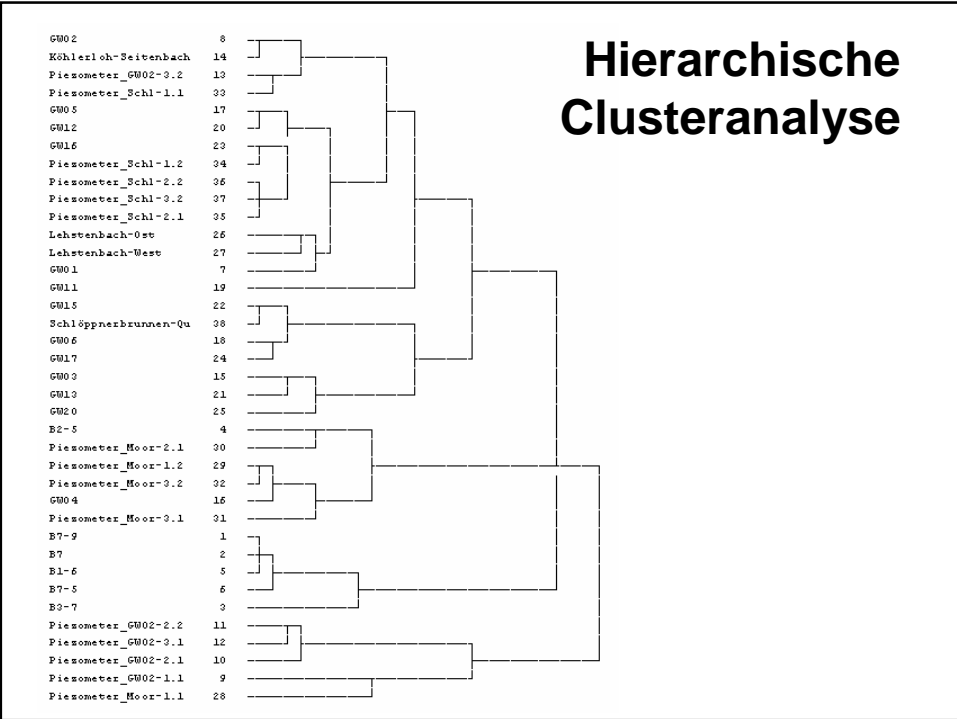 Hierarchische
Clusteranalyse
GW02 8
Köhlerloh-Seitenbach 14
Piezometer_GW02-3.2 13
Piezometer_Schl-1.1 33
GW05 17
GW12 20
GW16 23
Piezometer_Schl-1.2 34
Piezometer_Schl-2.2 36
Piezometer_Schl-3.2 37
Piezometer_Schl-2.1 35
Lehstenbach-Ost 26
Lehstenbach-West 27
GW01 7
GW11 19
GW15 22
Schlöppnerbrunnen-Qu 38
GW06 18
GW17 24
GW03 15
GW13 21
GW20 25
B2-5 4
Piezometer_Moor-2.1 30
Piezometer_Moor-1.2 29
Piezometer_Moor-3.2 32
GW04 16
Piezometer_Moor-3.1 31
B7-9 1
B7 2
B1-6 5
B7-5 6
B3-7 3
Piezometer_GW02-2.2 11
Piezometer_GW02-3.1 12
Piezometer_GW02-2.1 10
Piezometer_GW02-1.1 9
Piezometer_Moor-1.1 28